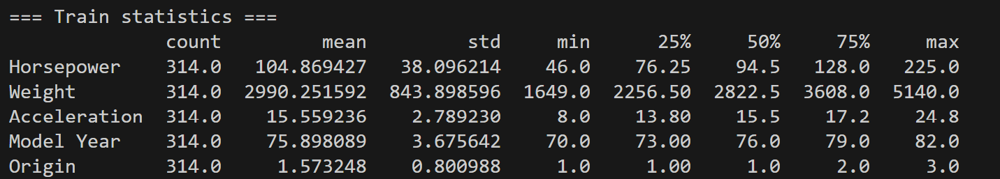 === Train statistics ===
count mean std min 25% 50% 75% max
Horsepower 314.0 104.869427 38.096214 46.0 76.25 94.5 128.0 225.0
Weight 314.0 2990.251592 843.898596 1649.0 2256.50 2822.5 3608.0 5140.0
Acceleration 314.0 15.559236 2.789230 8.0 13.80 15.5 17.2 24.8
Model Year 314.0 75.898089 3.675642 70.0 73.00 76.0 79.0 82.0
Origin 314.0 1.573248 0.800988 1.0 1.00 1.0 2.0 3.0